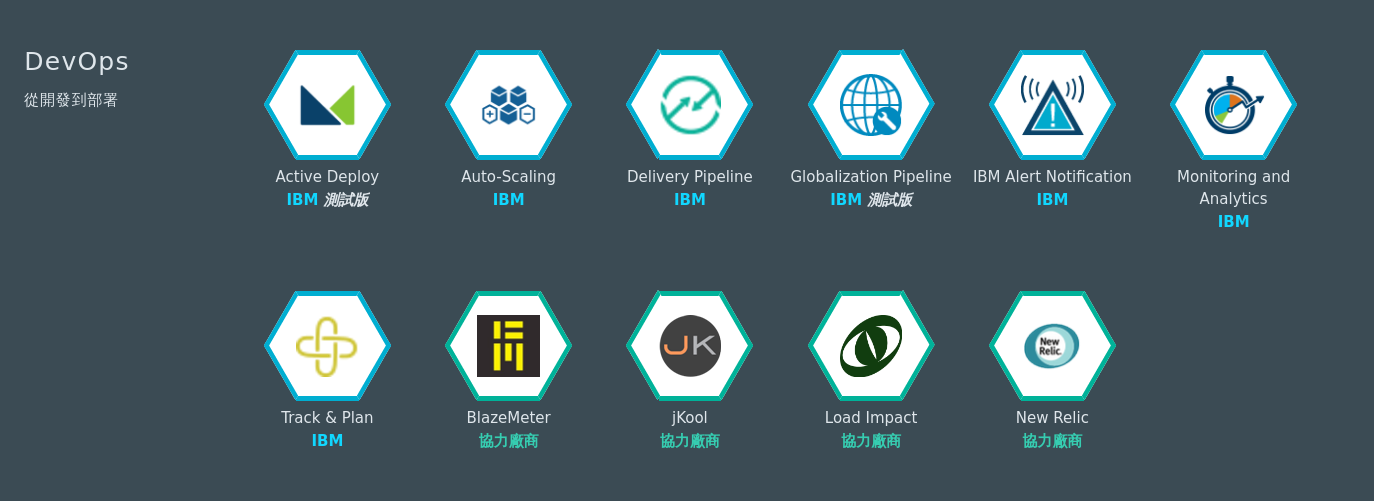 DevOps
從開發到部署
Active Deploy
IBM 測試版
Auto-Scaling
IBM
Delivery Pipeline
IBM
Globalization Pipeline
IBM 測試版
IBM Alert Notification
IBM
Monitoring and
Analytics
IBM
Track & Plan
IBM
BlazeMeter
協力廠商
JK
jKool
協力廠商
Load Impact
協力廠商
New
Relic.
New Relic
協力廠商